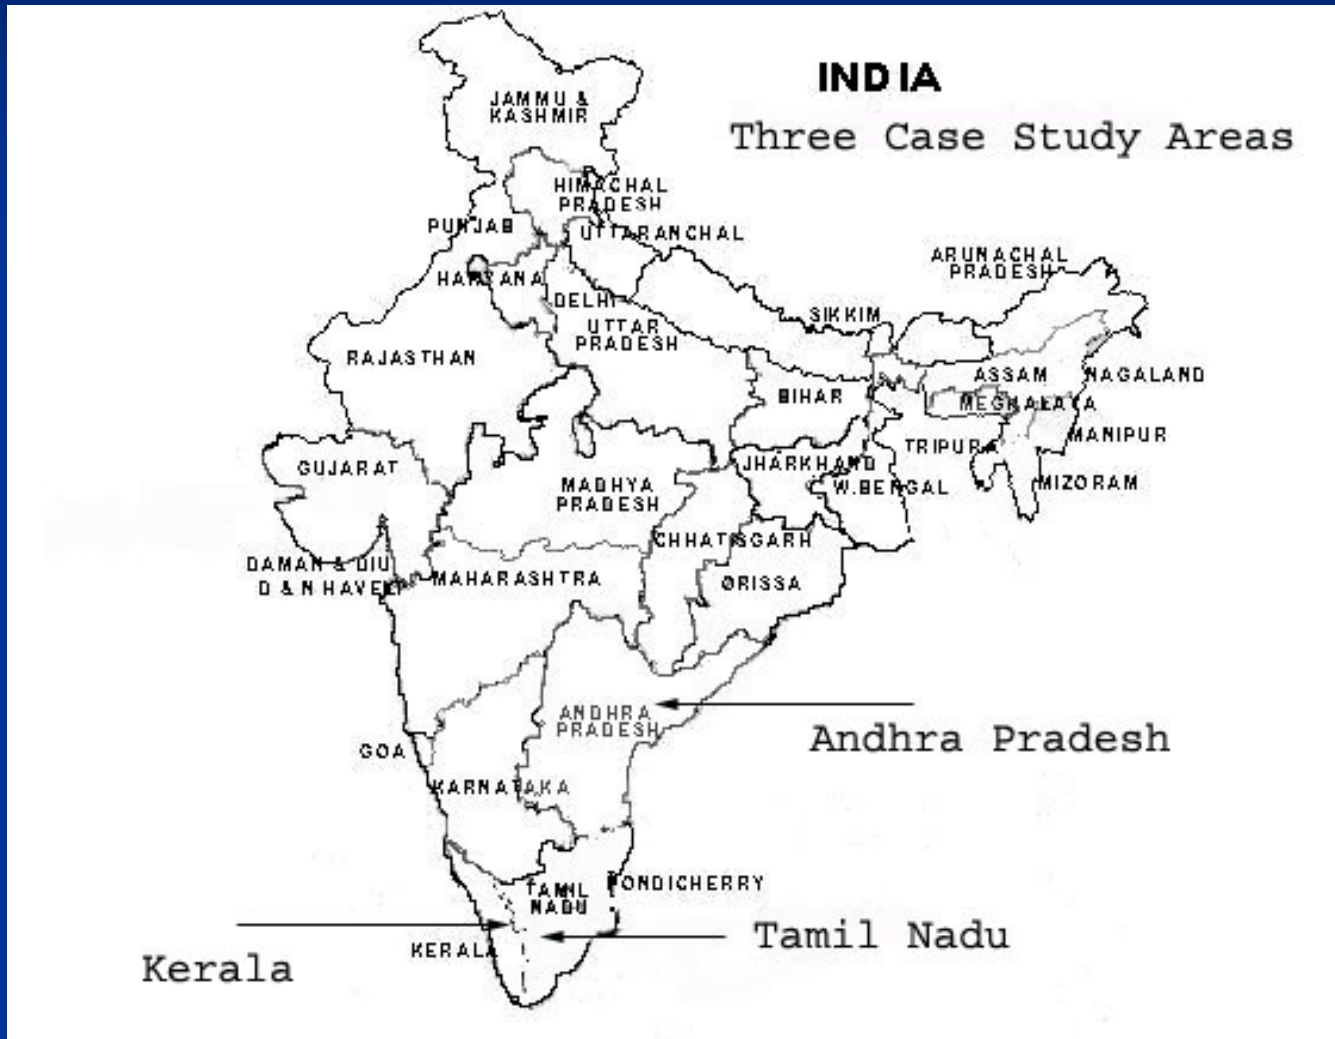 INDIA
Three Case Study Areas
JAMMU &
KASHMIR
HIMACHAL
PRADESH
PUNJAB
UTTARANCHAL
ARUNACHAL
PRADESH
HARYANA
DELHI
SIKKIM
UTTAR
PRADESH
RAJASTHAN
ASSAM
NAGALAND
BIHAR
MEGHALAYA
MANIPUR
TRIPURA
GUJARAT
JHARKHAND
MADHYA
PRADESH
W.BENGAL
MIZORAM
CHHATISGARH
DAMAN & DIU
D & N HAVELI
MAHARASHTRA
ORISSA
ANDHRA
PRADESH
Andhra Pradesh
GOA
KARNATAKA
TAMIL
NADU
PONDICHERRY
KERALA
Tamil Nadu
Kerala